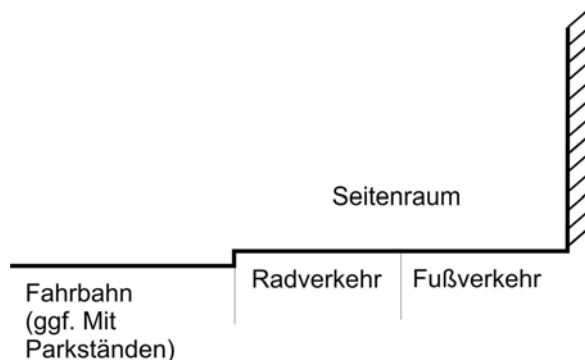 Seitenraum
Radverkehr
Fußverkehr
Fahrbahn
(ggf. Mit
Parkständen)